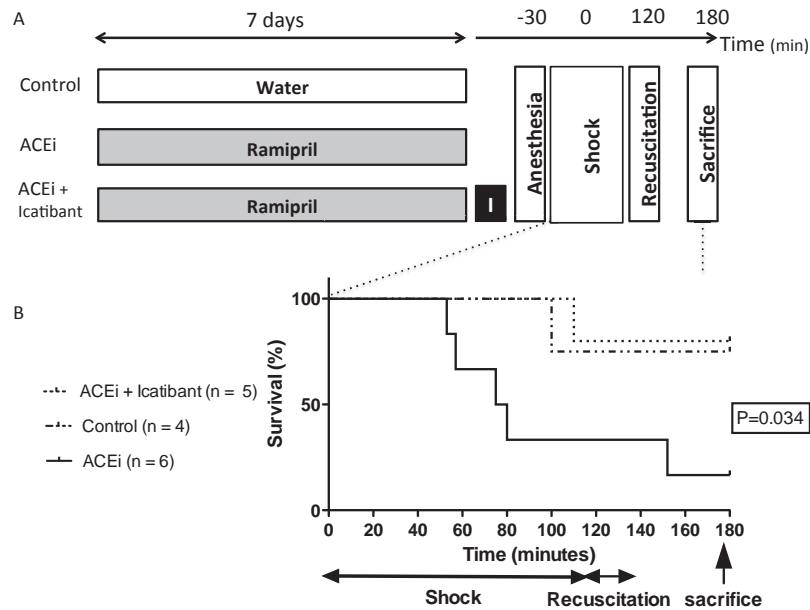 A
7 days
-30 0 120 180
Time (min)
Control
Water
ACEi
Ramipril
ACEi +
Icatibant
Ramipril
I
Anesthesia
Shock
Recuscitation
Sacrifice
B
ACEi + Icatibant (n = 5)
Control (n = 4)
ACEi (n = 6)
Survival (%)
100
50
0
0 20 40 60 80 100 120 140 160 180
Time (minutes)
P=0.034
Shock Recuscitation sacrifice